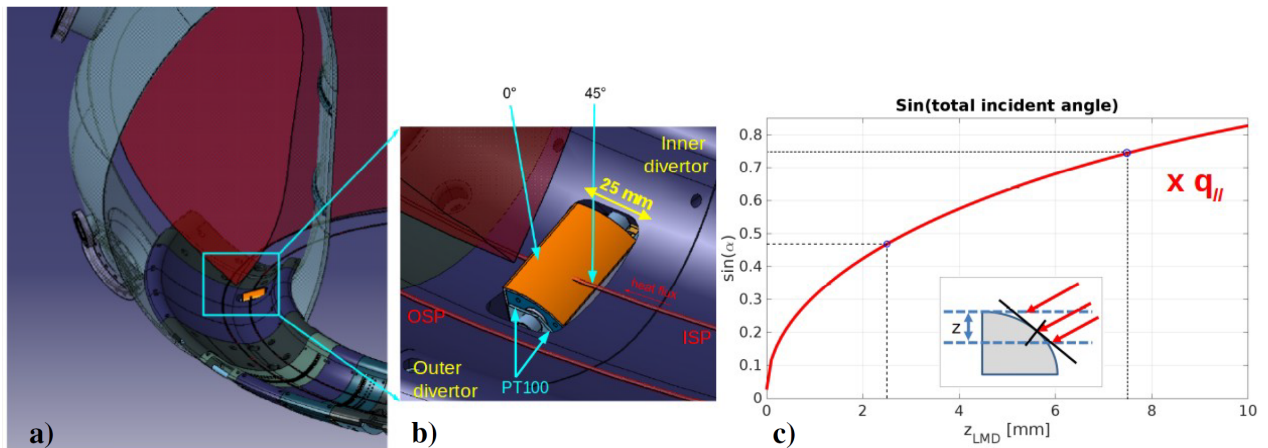 0°
45°
Inner
divertor
25 mm
heat flux
OSP
ISP
Outer
divertor
PT100
Sin(total incident angle)
x q//
sin(α)
0.8
0.7
0.6
0.5
0.4
0.3
0.2
0.1
0
z
0 2 4 6 8 10
zLMD [mm]
a) b) c)